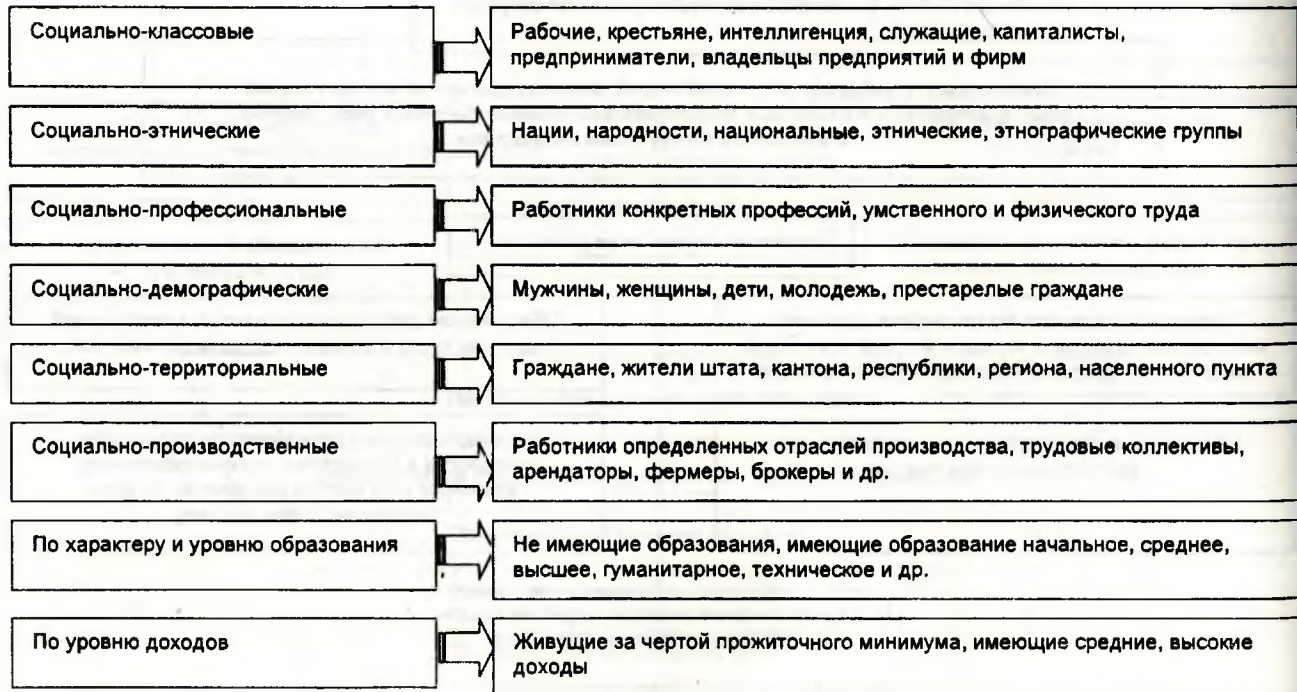 Социально-классовые
Рабочие, крестьяне, интеллигенция, служащие, капиталисты,
предприниматели, владельцы предприятий и фирм
Социально-этнические
Нации, народности, национальные, этнические, этнографические группы
Социально-профессиональные
Работники конкретных профессий, умственного и физического труда
Социально-демографические
Мужчины, женщины, дети, молодежь, престарелые граждане
Социально-территориальные
Граждане, жители штата, кантона, республики, региона, населенного пункта
Социально-производственные
Работники определенных отраслей производства, трудовые коллективы,
арендаторы, фермеры, брокеры и др.
По характеру и уровню образования
Не имеющие образования, имеющие образование начальное, среднее,
высшее, гуманитарное, техническое и др.
По уровню доходов
Живущие за чертой прожиточного минимума, имеющие средние, высокие
доходы